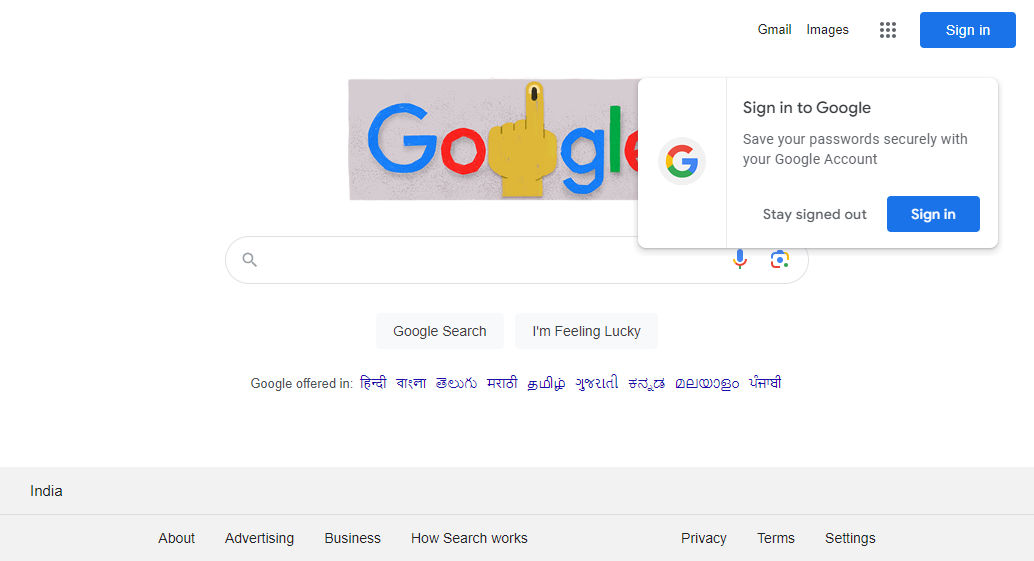 Gmail Images Sign in
Google
Sign in to Google
Save your passwords securely with
your Google Account
Stay signed out Sign in
Google Search I'm Feeling Lucky
Google offered in: हिन्दी বাংলা తెలుగు मराठी தமிழ் ગુજરાતી ಕನ್ನಡ മലയാളം ਪੰਜਾਬੀ
India
About Advertising Business How Search works Privacy Terms Settings